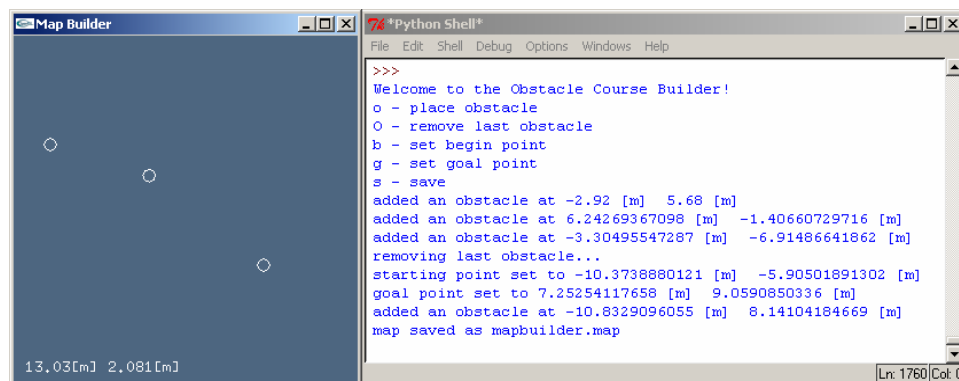 Map Builder
13.03[m] 2.081[m]
*Python Shell*
File Edit Shell Debug Options Windows Help
>>>
Welcome to the Obstacle Course Builder!
o - place obstacle
O - remove last obstacle
b - set begin point
g - set goal point
s - save
added an obstacle at -2.92 [m]  5.68 [m]
added an obstacle at 6.24269367098 [m]  -1.40660729716 [m]
added an obstacle at -3.30495547287 [m]  -6.91486641862 [m]
removing last obstacle...
starting point set to -10.3738880121 [m]  -5.90501891302 [m]
goal point set to 7.25254117658 [m]  9.0590850336 [m]
added an obstacle at -10.8329096055 [m]  8.14104184669 [m]
map saved as mapbuilder.map
Ln: 1760 Col: 0